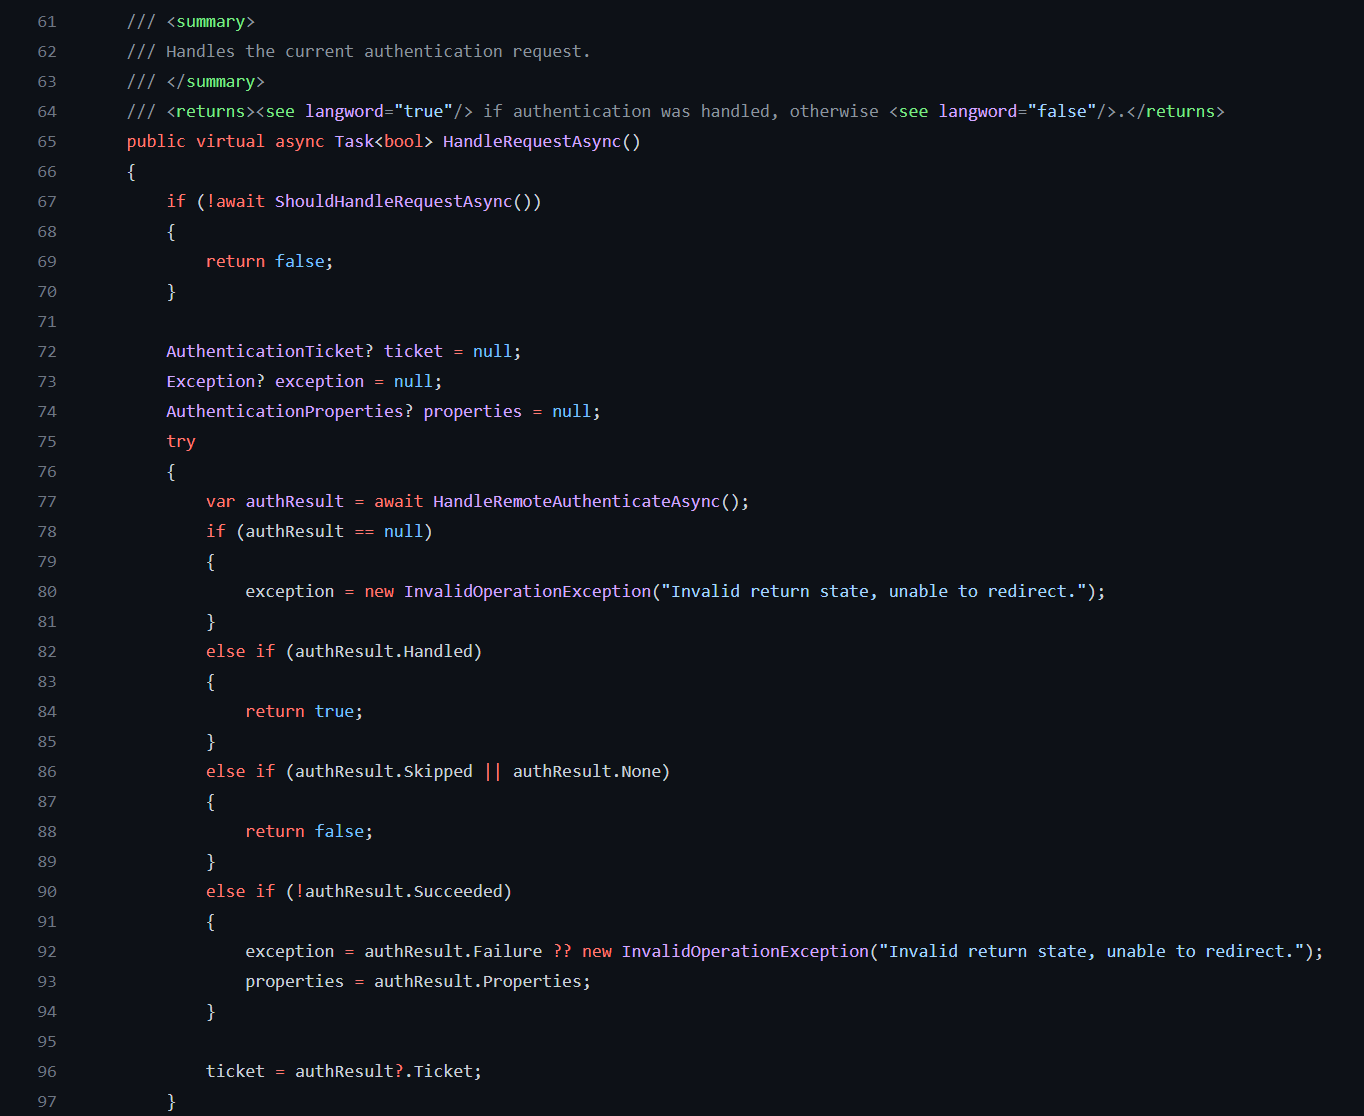 61 /// <summary>
62 /// Handles the current authentication request.
63 /// </summary>
64 /// <returns><see langword="true"/> if authentication was handled, otherwise <see langword="false"/>.</returns>
65 public virtual async Task<bool> HandleRequestAsync()
66 {
67 if (!await ShouldHandleRequestAsync())
68 {
69 return false;
70 }
71
72 AuthenticationTicket? ticket = null;
73 Exception? exception = null;
74 AuthenticationProperties? properties = null;
75 try
76 {
77 var authResult = await HandleRemoteAuthenticateAsync();
78 if (authResult == null)
79 {
80 exception = new InvalidOperationException("Invalid return state, unable to redirect.");
81 }
82 else if (authResult.Handled)
83 {
84 return true;
85 }
86 else if (authResult.Skipped || authResult.None)
87 {
88 return false;
89 }
90 else if (!authResult.Succeeded)
91 {
92 exception = authResult.Failure ?? new InvalidOperationException("Invalid return state, unable to redirect.");
93 properties = authResult.Properties;
94 }
95
96 ticket = authResult?.Ticket;
97 }